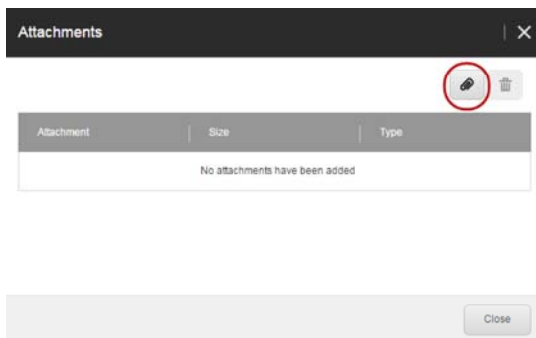 Attachments
Attachment Size Type
No attachments have been added
Close